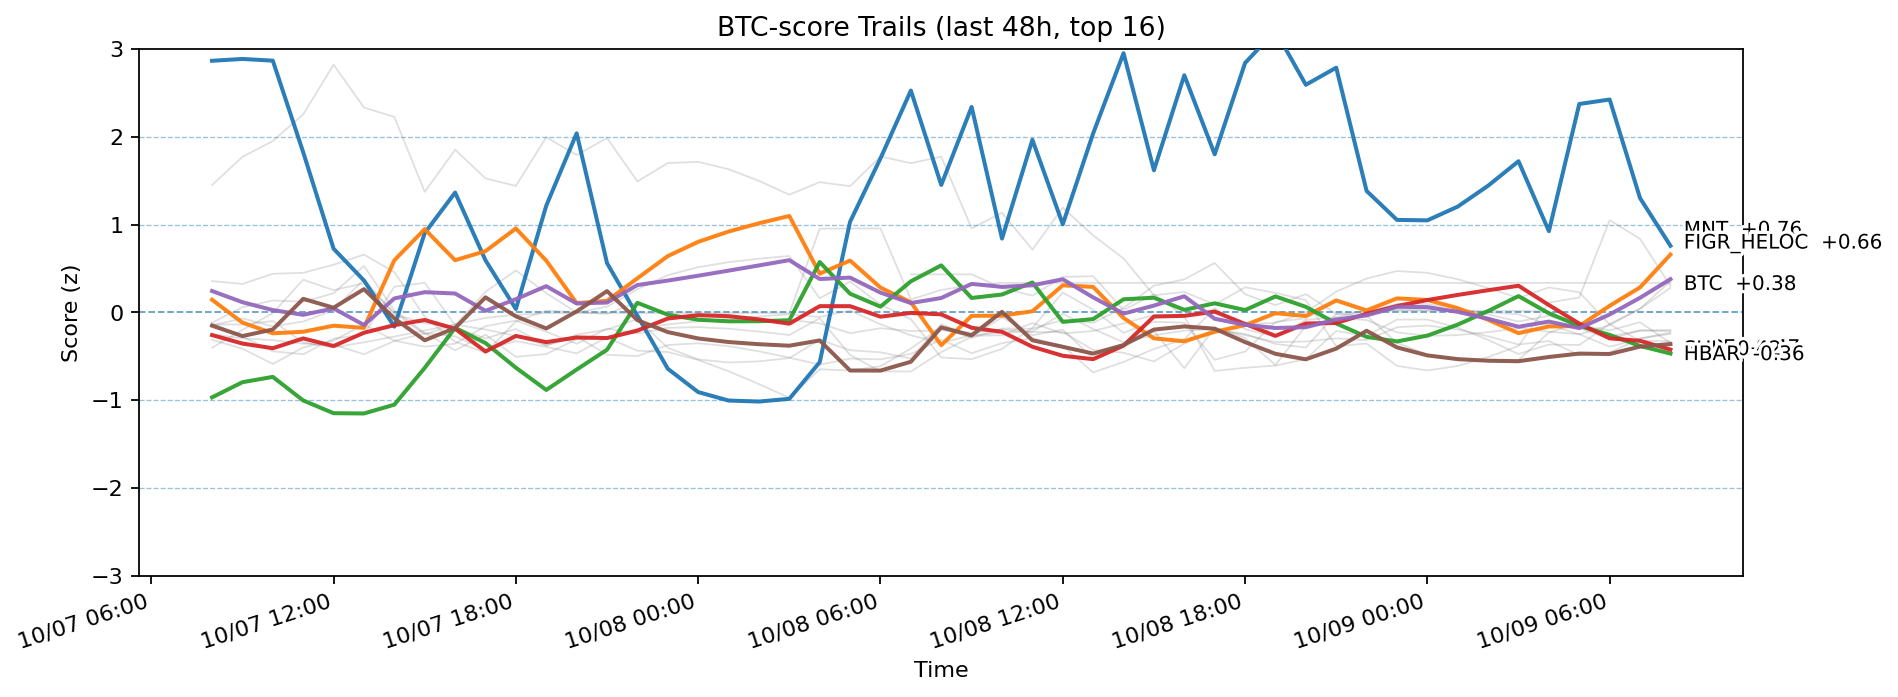 BTC-score Trails (last 48h, top 16)
3
2
1
0
−1
−2
−3
Score (z)
MNT +0.76
FIGR_HELOC +0.66
BTC +0.38
HBAR -0.36
10/07 06:00
10/07 12:00
10/07 18:00
10/08 00:00
10/08 06:00
10/08 12:00
10/08 18:00
10/09 00:00
10/09 06:00
Time